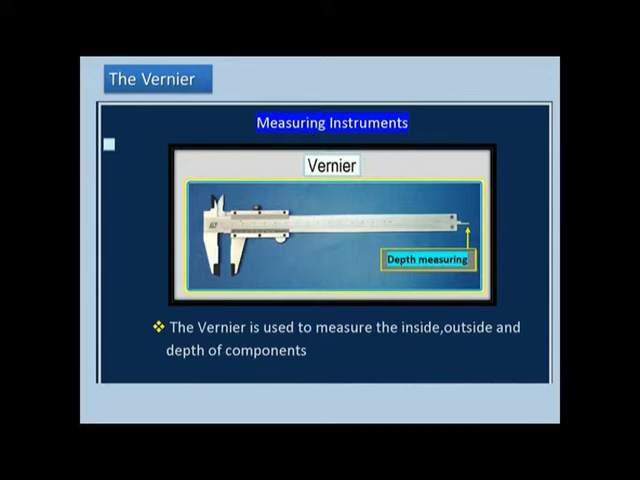 The Vernier
Measuring Instruments
Vernier
Depth measuring
The Vernier is used to measure the inside,outside and
depth of components